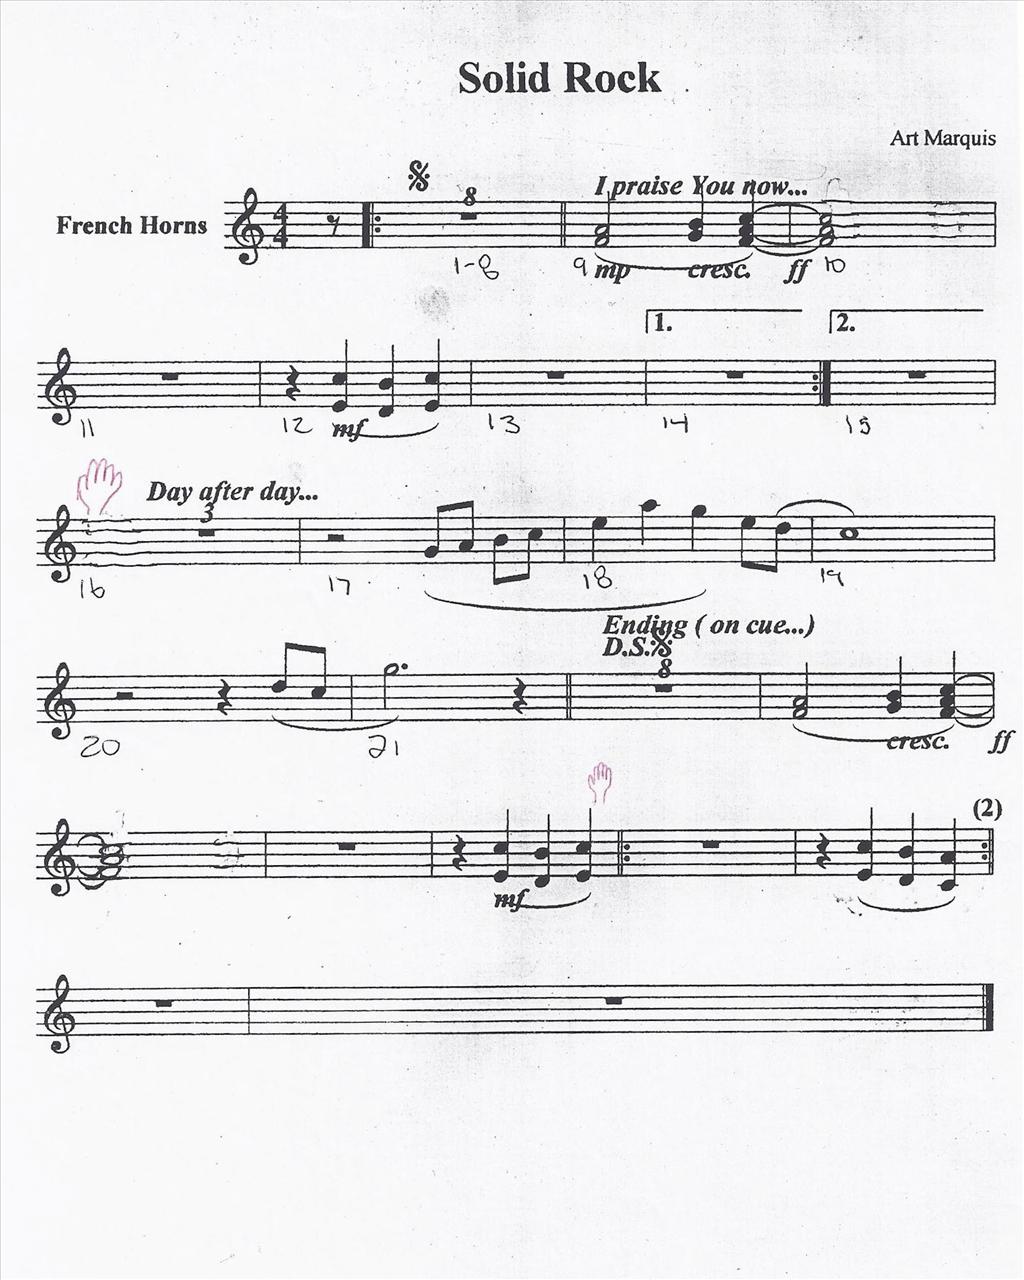 Solid Rock
Art Marquis
8
I praise You now...
French Horns
4
4
1-8 9 mp cresc. ff 10
1. 2.
11 12 mf 13 14 15
Day after day...
3
16 17 18 19
Ending ( on cue...)
D.S.
8
20 21 cresc. ff
(2)
mf